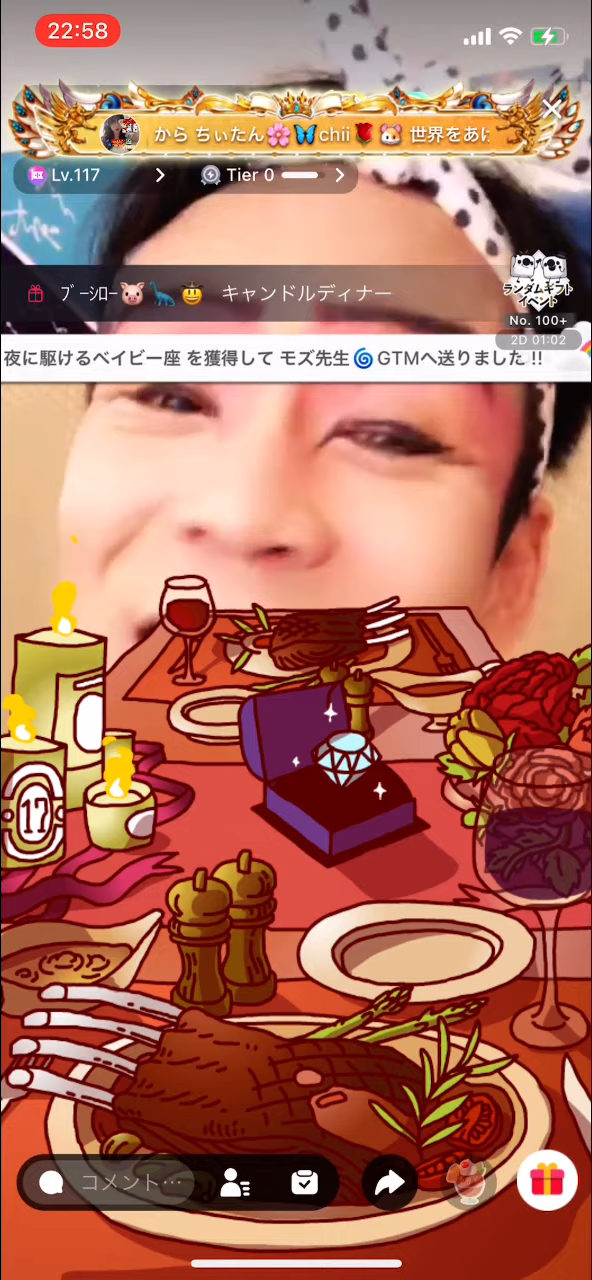 22:58
から ちぃたん🌸🦋chii🌹🐹 世界をあに
Lv.117
Tier 0
ブーシロー🐷🦕🤠 キャンドルディナー
ランダムギフト
イベント
No. 100+
2D 01:02
夜に駆けるベイビー座 を獲得して モズ先生🌀GTMへ送りました !!
17
コメント…